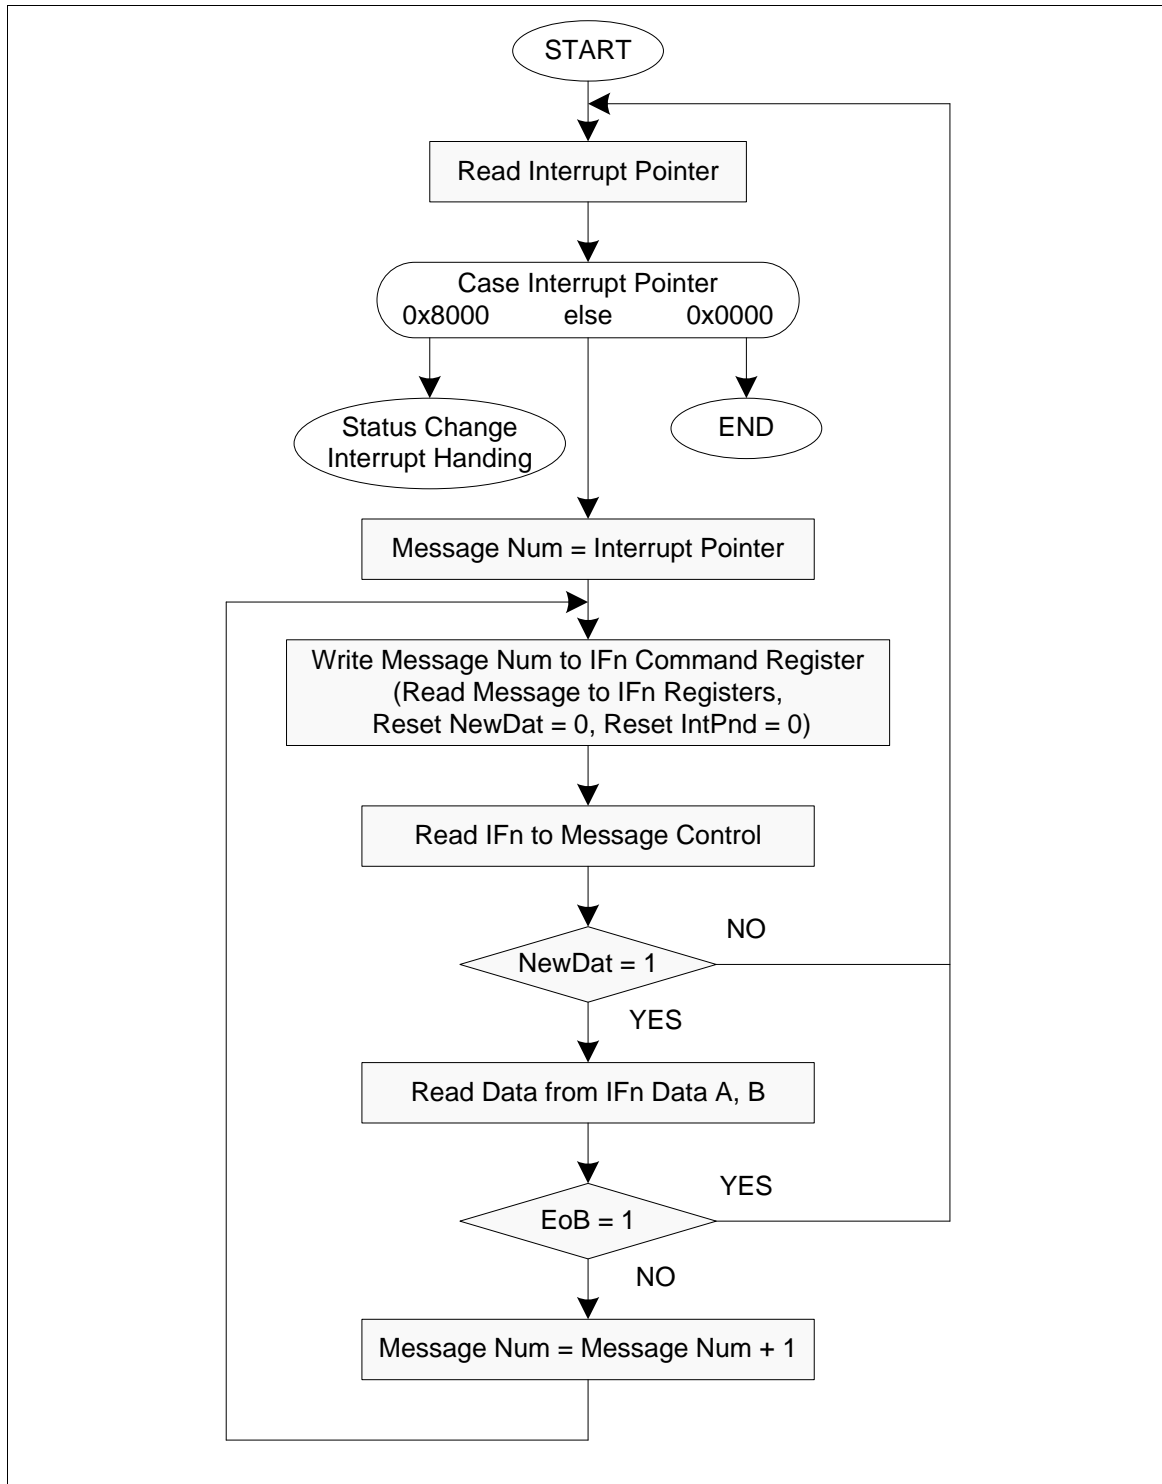 START
Read Interrupt Pointer
Case Interrupt Pointer
0x8000 else 0x0000
Status Change
Interrupt Handing
END
Message Num = Interrupt Pointer
Write Message Num to IFn Command Register
(Read Message to IFn Registers,
Reset NewDat = 0, Reset IntPnd = 0)
Read IFn to Message Control
NO
NewDat = 1
YES
Read Data from IFn Data A, B
YES
EoB = 1
NO
Message Num = Message Num + 1